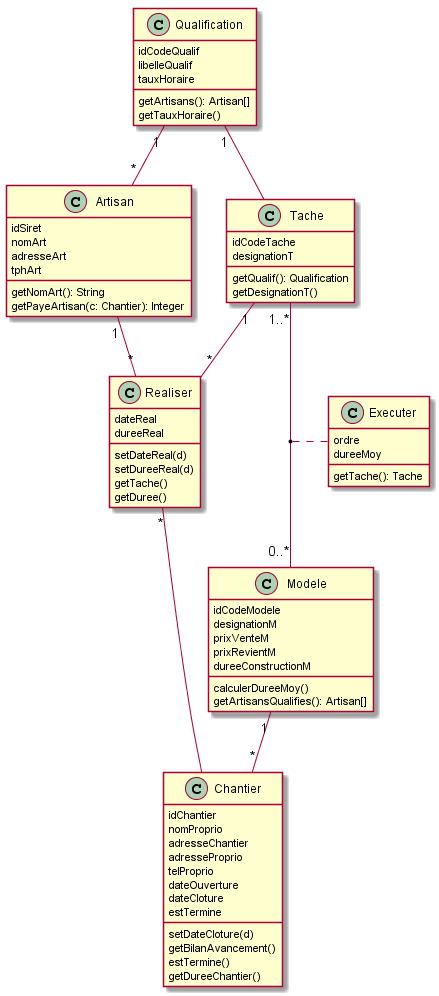 C Qualification
idCodeQualif
libelleQualif
tauxHoraire
getArtisans(): Artisan[]
getTauxHoraire()
1
1
*
C Artisan
idSiret
nomArt
adresseArt
tphArt
getNomArt(): String
getPayeArtisan(c: Chantier): Integer
C Tache
idCodeTache
designationT
getQualif(): Qualification
getDesignationT()
1
1
1..*
*
*
C Realiser
dateReal
dureeReal
setDateReal(d)
setDureeReal(d)
getTache()
getDuree()
C Executer
ordre
dureeMoy
getTache(): Tache
*
0..*
C Modele
idCodeModele
designationM
prixVenteM
prixRevientM
dureeConstructionM
calculerDureeMoy()
getArtisansQualifies(): Artisan[]
1
*
C Chantier
idChantier
nomProprio
adresseChantier
adresseProprio
telProprio
dateOuverture
dateCloture
estTermine
setDateCloture(d)
getBilanAvancement()
estTermine()
getDureeChantier()